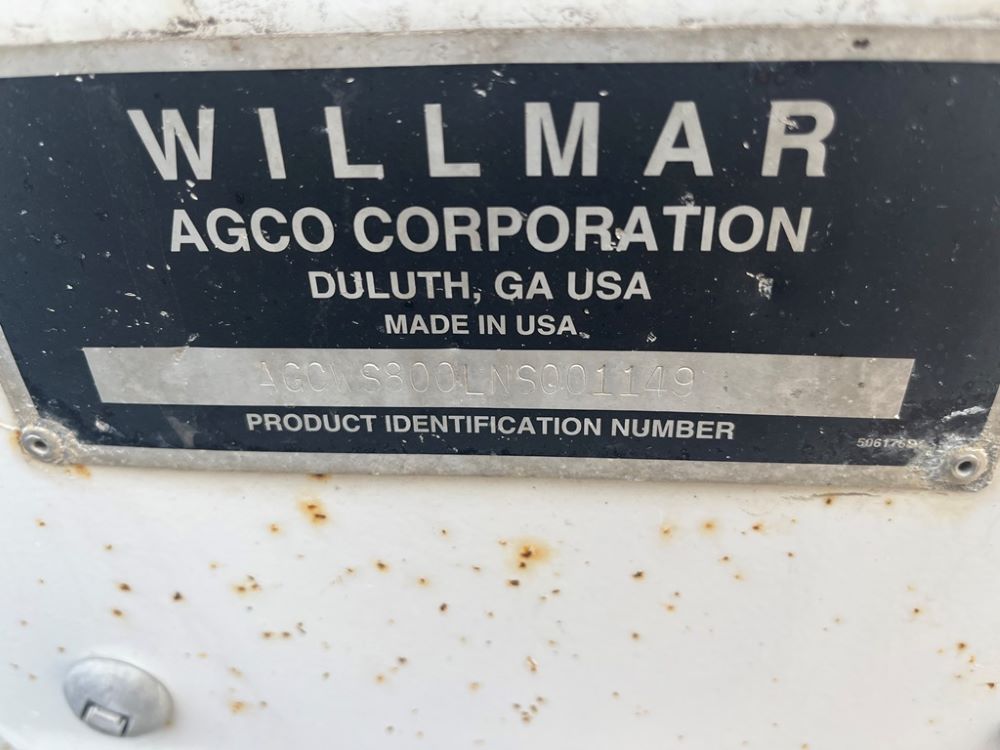 WILLMAR
AGCO CORPORATION
DULUTH, GA USA
MADE IN USA
AGCWS800LNS001149
PRODUCT IDENTIFICATION NUMBER